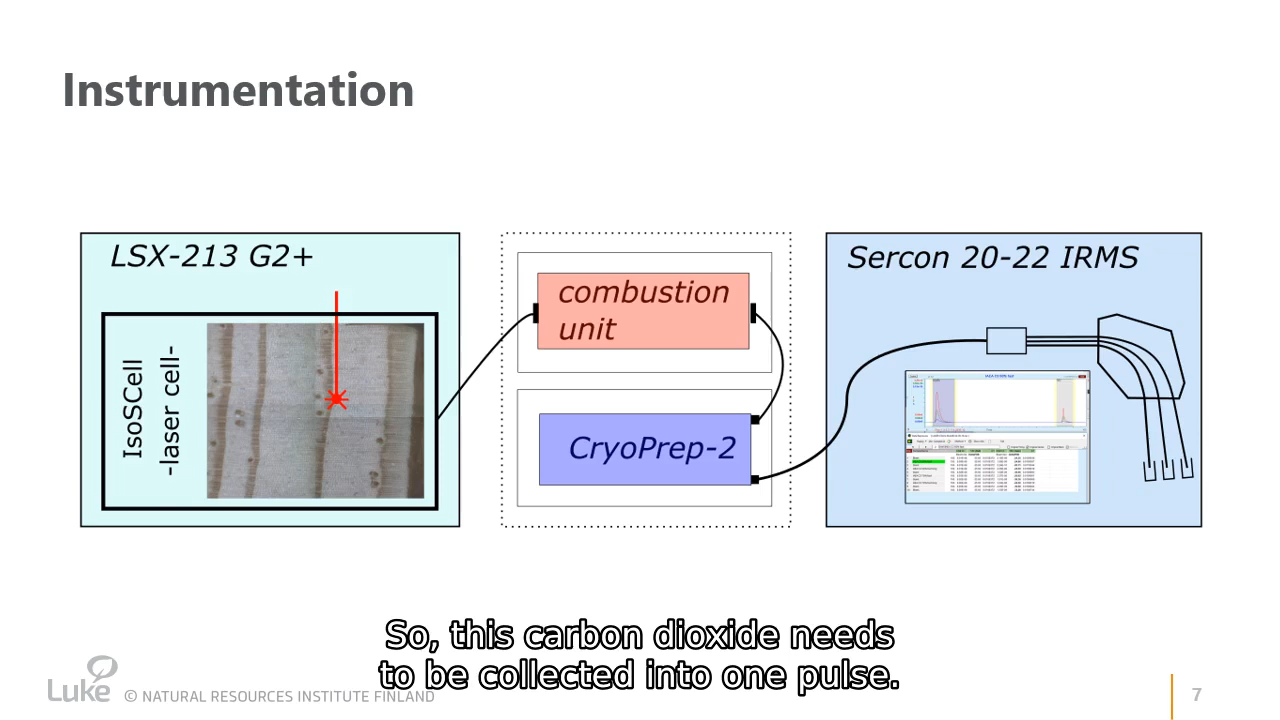 Instrumentation
LSX-213 G2+
IsoSCell
-laser cell-
combustion
unit
CryoPrep-2
Sercon 20-22 IRMS
So, this carbon dioxide needs
to be collected into one pulse.
Luke
© NATURAL RESOURCES INSTITUTE FINLAND
7